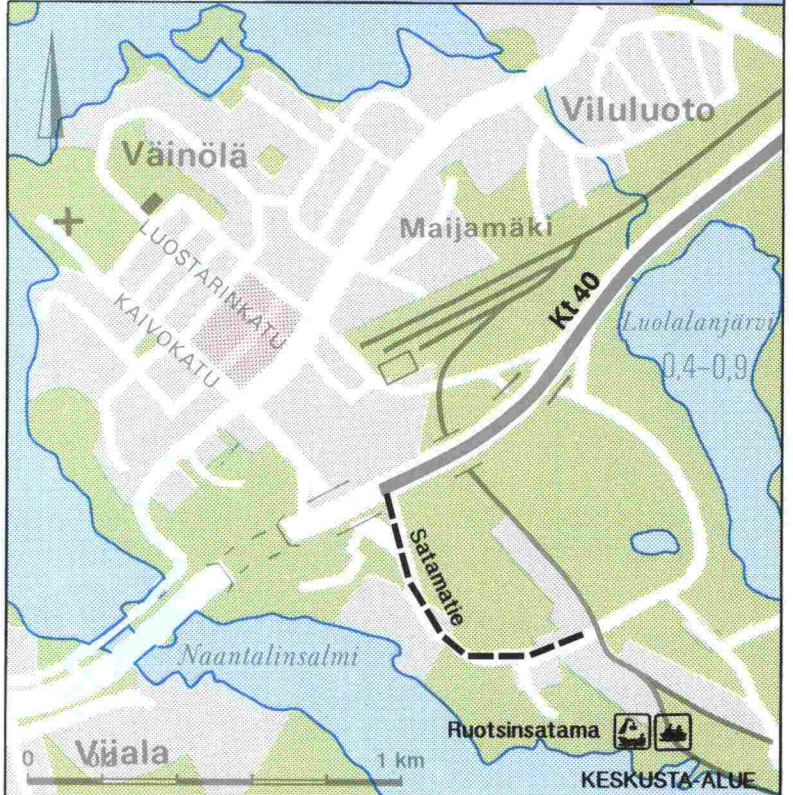 Viluluoto
Väinölä
Maijamäki
LUOSTARINKATU
KAIVOKATU
Kt 40
Luolalanjärvi
0,4–0,9
Satamatie
Naantalinsalmi
Ruotsinsatama
Viiala
0
1 km
KESKUSTA-ALUE